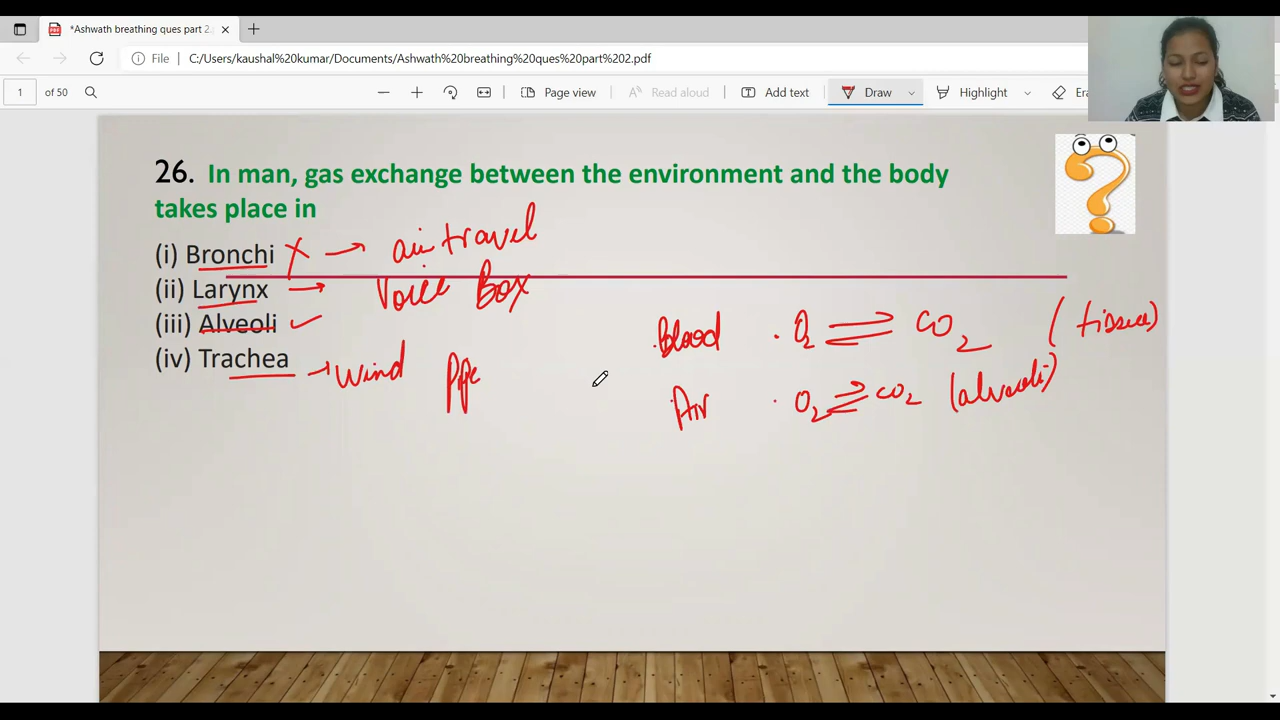 *Ashwath breathing ques part 2.
File C:/Users/kaushal%20kumar/Documents/Ashwath%20breathing%20ques%20part%202.pdf
1 of 50 Page view Read aloud Add text Draw Highlight Era
26. In man, gas exchange between the environment and the body
takes place in
(i) Bronchi X → air travel
(ii) Larynx → Voice Box
(iii) Alveoli ✓
(iv) Trachea → Wind Pipe
Blood O2 ⇌ CO2 (tissue)
Air O2 ⇌ CO2 (alveoli)